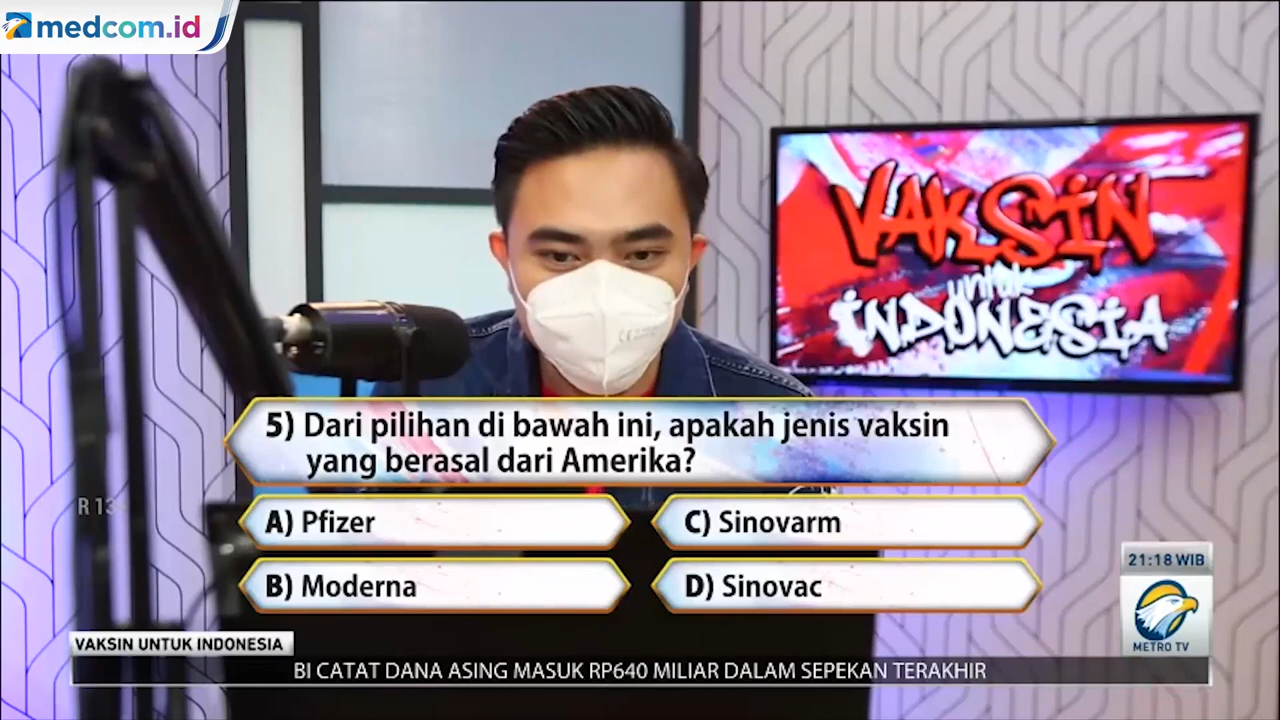 medcom.id
VAKSIN
untuk
INDONESIA
5) Dari pilihan di bawah ini, apakah jenis vaksin
yang berasal dari Amerika?
A) Pfizer
C) Sinovarm
B) Moderna
D) Sinovac
R 13
21:18 WIB
METRO TV
VAKSIN UNTUK INDONESIA
BI CATAT DANA ASING MASUK RP640 MILIAR DALAM SEPEKAN TERAKHIR